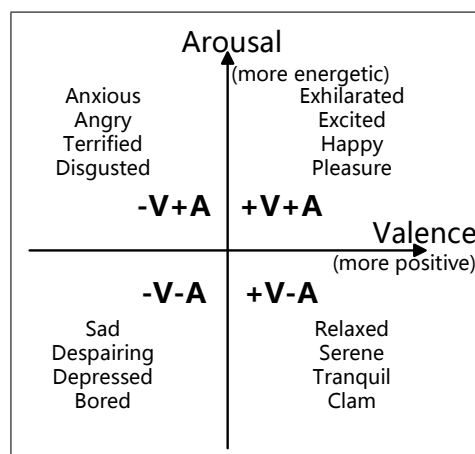 Arousal
(more energetic)
Anxious
Angry
Terrified
Disgusted
Exhilarated
Excited
Happy
Pleasure
-V+A
+V+A
Valence
(more positive)
-V-A
+V-A
Sad
Despairing
Depressed
Bored
Relaxed
Serene
Tranquil
Clam